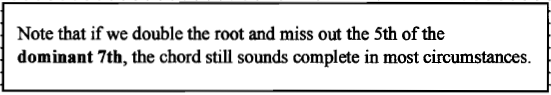 Note that if we double the root and miss out the 5th of the
dominant 7th, the chord still sounds complete in most circumstances.